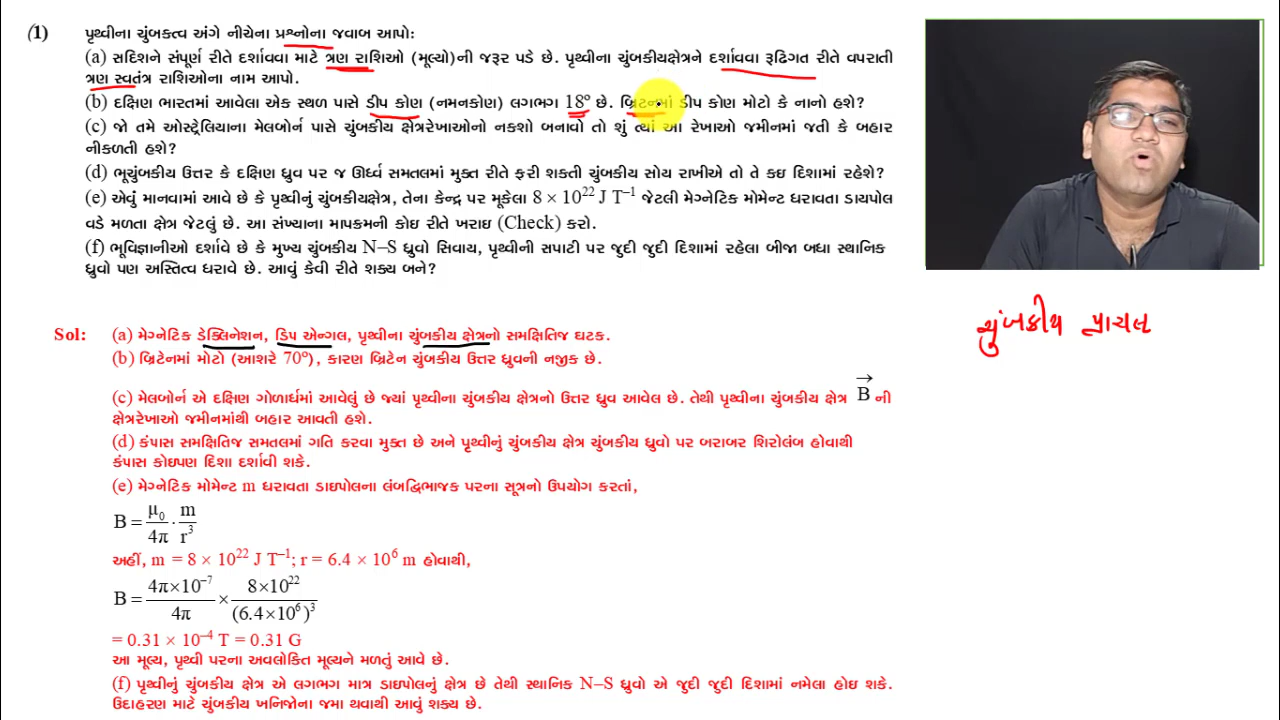 (1) પૃથ્વીના ચુંબકત્વ અંગે નીચેના પ્રશ્નોના જવાબ આપો:
(a) સદિશને સંપૂર્ણ રીતે દર્શાવવા માટે ત્રણ રાશિઓ (મૂલ્યો)ની જરૂર પડે છે. પૃથ્વીના ચુંબકીયક્ષેત્રને દર્શાવવા રૂઢિગત રીતે વપરાતી
ત્રણ સ્વતંત્ર રાશિઓના નામ આપો.
(b) દક્ષિણ ભારતમાં આવેલા એક સ્થળ પાસે ડીપ કોણ (નમનકોણ) લગભગ 18° છે. બ્રિટનમાં ડીપ કોણ મોટો કે નાનો હશે?
(c) જો તમે ઓસ્ટ્રેલિયાના મેલબોર્ન પાસે ચુંબકીય ક્ષેત્રરેખાઓનો નકશો બનાવો તો શું ત્યાં આ રેખાઓ જમીનમાં જતી કે બહાર
નીકળતી હશે?
(d) ભૂચુંબકીય ઉત્તર કે દક્ષિણ ધ્રુવ પર જ ઊર્ધ્વ સમતલમાં મુક્ત રીતે ફરી શકતી ચુંબકીય સોય રાખીએ તો તે કઇ દિશામાં રહેશે?
(e) એવું માનવામાં આવે છે કે પૃથ્વીનું ચુંબકીયક્ષેત્ર, તેના કેન્દ્ર પર મૂકેલા 8 × 10²² J T⁻¹ જેટલી મેગ્નેટિક મોમેન્ટ ધરાવતા ડાયપોલ
વડે મળતા ક્ષેત્ર જેટલું છે. આ સંખ્યાના માપક્રમની કોઇ રીતે ખરાઇ (Check) કરો.
(f) ભૂવિજ્ઞાનીઓ દર્શાવે છે કે મુખ્ય ચુંબકીય N–S ધ્રુવો સિવાય, પૃથ્વીની સપાટી પર જુદી જુદી દિશામાં રહેલા બીજા બધા સ્થાનિક
ધ્રુવો પણ અસ્તિત્વ ધરાવે છે. આવું કેવી રીતે શક્ય બને?
ચુંબકીય પ્રાચલ
Sol: (a) મેગ્નેટિક ડેક્લિનેશન, ડિપ એન્ગલ, પૃથ્વીના ચુંબકીય ક્ષેત્રનો સમક્ષિતિજ ઘટક.
(b) બ્રિટેનમાં મોટો (આશરે 70°), કારણ બ્રિટેન ચુંબકીય ઉત્તર ધ્રુવની નજીક છે.
(c) મેલબોર્ન એ દક્ષિણ ગોળાર્ધમાં આવેલું છે જ્યાં પૃથ્વીના ચુંબકીય ક્ષેત્રનો ઉત્તર ધ્રુવ આવેલ છે. તેથી પૃથ્વીના ચુંબકીય ક્ષેત્ર B⃗ ની
ક્ષેત્રરેખાઓ જમીનમાંથી બહાર આવતી હશે.
(d) કંપાસ સમક્ષિતિજ સમતલમાં ગતિ કરવા મુક્ત છે અને પૃથ્વીનું ચુંબકીય ક્ષેત્ર ચુંબકીય ધ્રુવો પર બરાબર શિરોલંબ હોવાથી
કંપાસ કોઇપણ દિશા દર્શાવી શકે.
(e) મેગ્નેટિક મોમેન્ટ m ધરાવતા ડાઇપોલના લંબદ્વિભાજક પરના સૂત્રનો ઉપયોગ કરતાં,
B = μ₀/4π · m/r³
અહીં, m = 8 × 10²² J T⁻¹; r = 6.4 × 10⁶ m હોવાથી,
B = 4π×10⁻⁷/4π × 8×10²²/(6.4×10⁶)³
= 0.31 × 10⁻⁴ T = 0.31 G
આ મૂલ્ય, પૃથ્વી પરના અવલોકિત મૂલ્યને મળતું આવે છે.
(f) પૃથ્વીનું ચુંબકીય ક્ષેત્ર એ લગભગ માત્ર ડાઇપોલનું ક્ષેત્ર છે તેથી સ્થાનિક N–S ધ્રુવો એ જુદી જુદી દિશામાં નમેલા હોઇ શકે.
ઉદાહરણ માટે ચુંબકીય ખનિજોના જમા થવાથી આવું શક્ય છે.